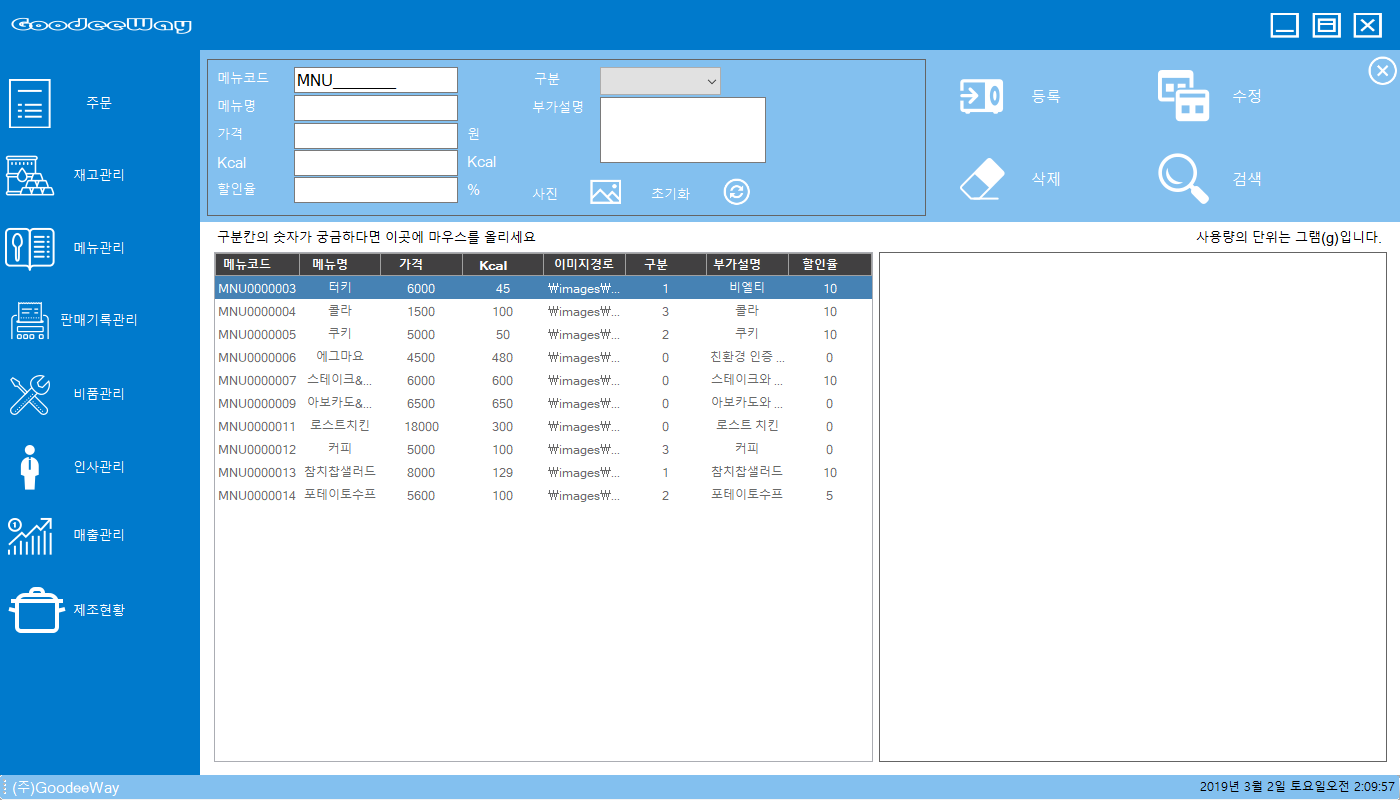 GoodeeWay
주문
재고관리
메뉴관리
판매기록관리
비품관리
인사관리
매출관리
제조현황
메뉴코드 MNU_______ 구분
메뉴명 부가설명
가격 원
Kcal Kcal
할인율 % 사진 초기화
등록 수정
삭제 검색
구분칸의 숫자가 궁금하다면 이곳에 마우스를 올리세요 사용량의 단위는 그램(g)입니다.
메뉴코드 메뉴명 가격 Kcal 이미지경로 구분 부가설명 할인율
MNU0000003 터키 6000 45 ₩images₩... 1 비엘티 10
MNU0000004 콜라 1500 100 ₩images₩... 3 콜라 10
MNU0000005 쿠키 5000 50 ₩images₩... 2 쿠키 10
MNU0000006 에그마요 4500 480 ₩images₩... 0 친환경 인증 ... 0
MNU0000007 스테이크&... 6000 600 ₩images₩... 0 스테이크와 ... 10
MNU0000009 아보카도&... 6500 650 ₩images₩... 0 아보카도와 ... 0
MNU0000011 로스트치킨 18000 300 ₩images₩... 0 로스트 치킨 0
MNU0000012 커피 5000 100 ₩images₩... 3 커피 0
MNU0000013 참치찹샐러드 8000 129 ₩images₩... 1 참치찹샐러드 10
MNU0000014 포테이토수프 5600 100 ₩images₩... 2 포테이토수프 5
(주)GoodeeWay 2019년 3월 2일 토요일오전 2:09:57